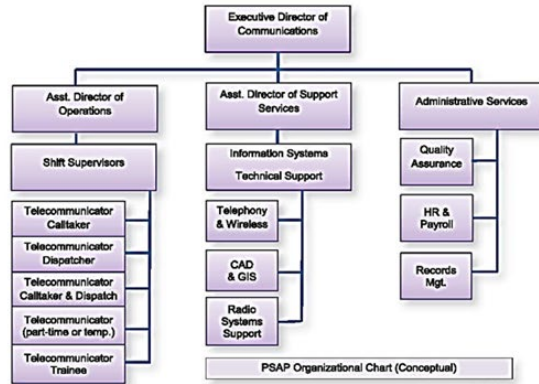 Executive Director of
Communications
Asst. Director of
Operations
Asst. Director of Support
Services
Administrative Services
Shift Supervisors
Information Systems
Technical Support
Quality
Assurance
Telecommunicator
Calltaker
Telephony
& Wireless
HR &
Payroll
Telecommunicator
Dispatcher
CAD
& GIS
Records
Mgt.
Telecommunicator
Calltaker & Dispatch
Radio
Systems
Support
Telecommunicator
(part-time or temp.)
Telecommunicator
Trainee
PSAP Organizational Chart (Conceptual)